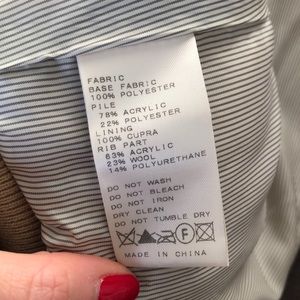 FABRIC
BASE FABRIC
100% POLYESTER
PILE
78% ACRYLIC
22% POLYESTER
LINING
100% CUPRA
RIB PART
63% ACRYLIC
23% WOOL
14% POLYURETHANE
DO NOT WASH
DO NOT BLEACH
DO NOT IRON
DRY CLEAN
DO NOT TUMBLE DRY
F
MADE IN CHINA